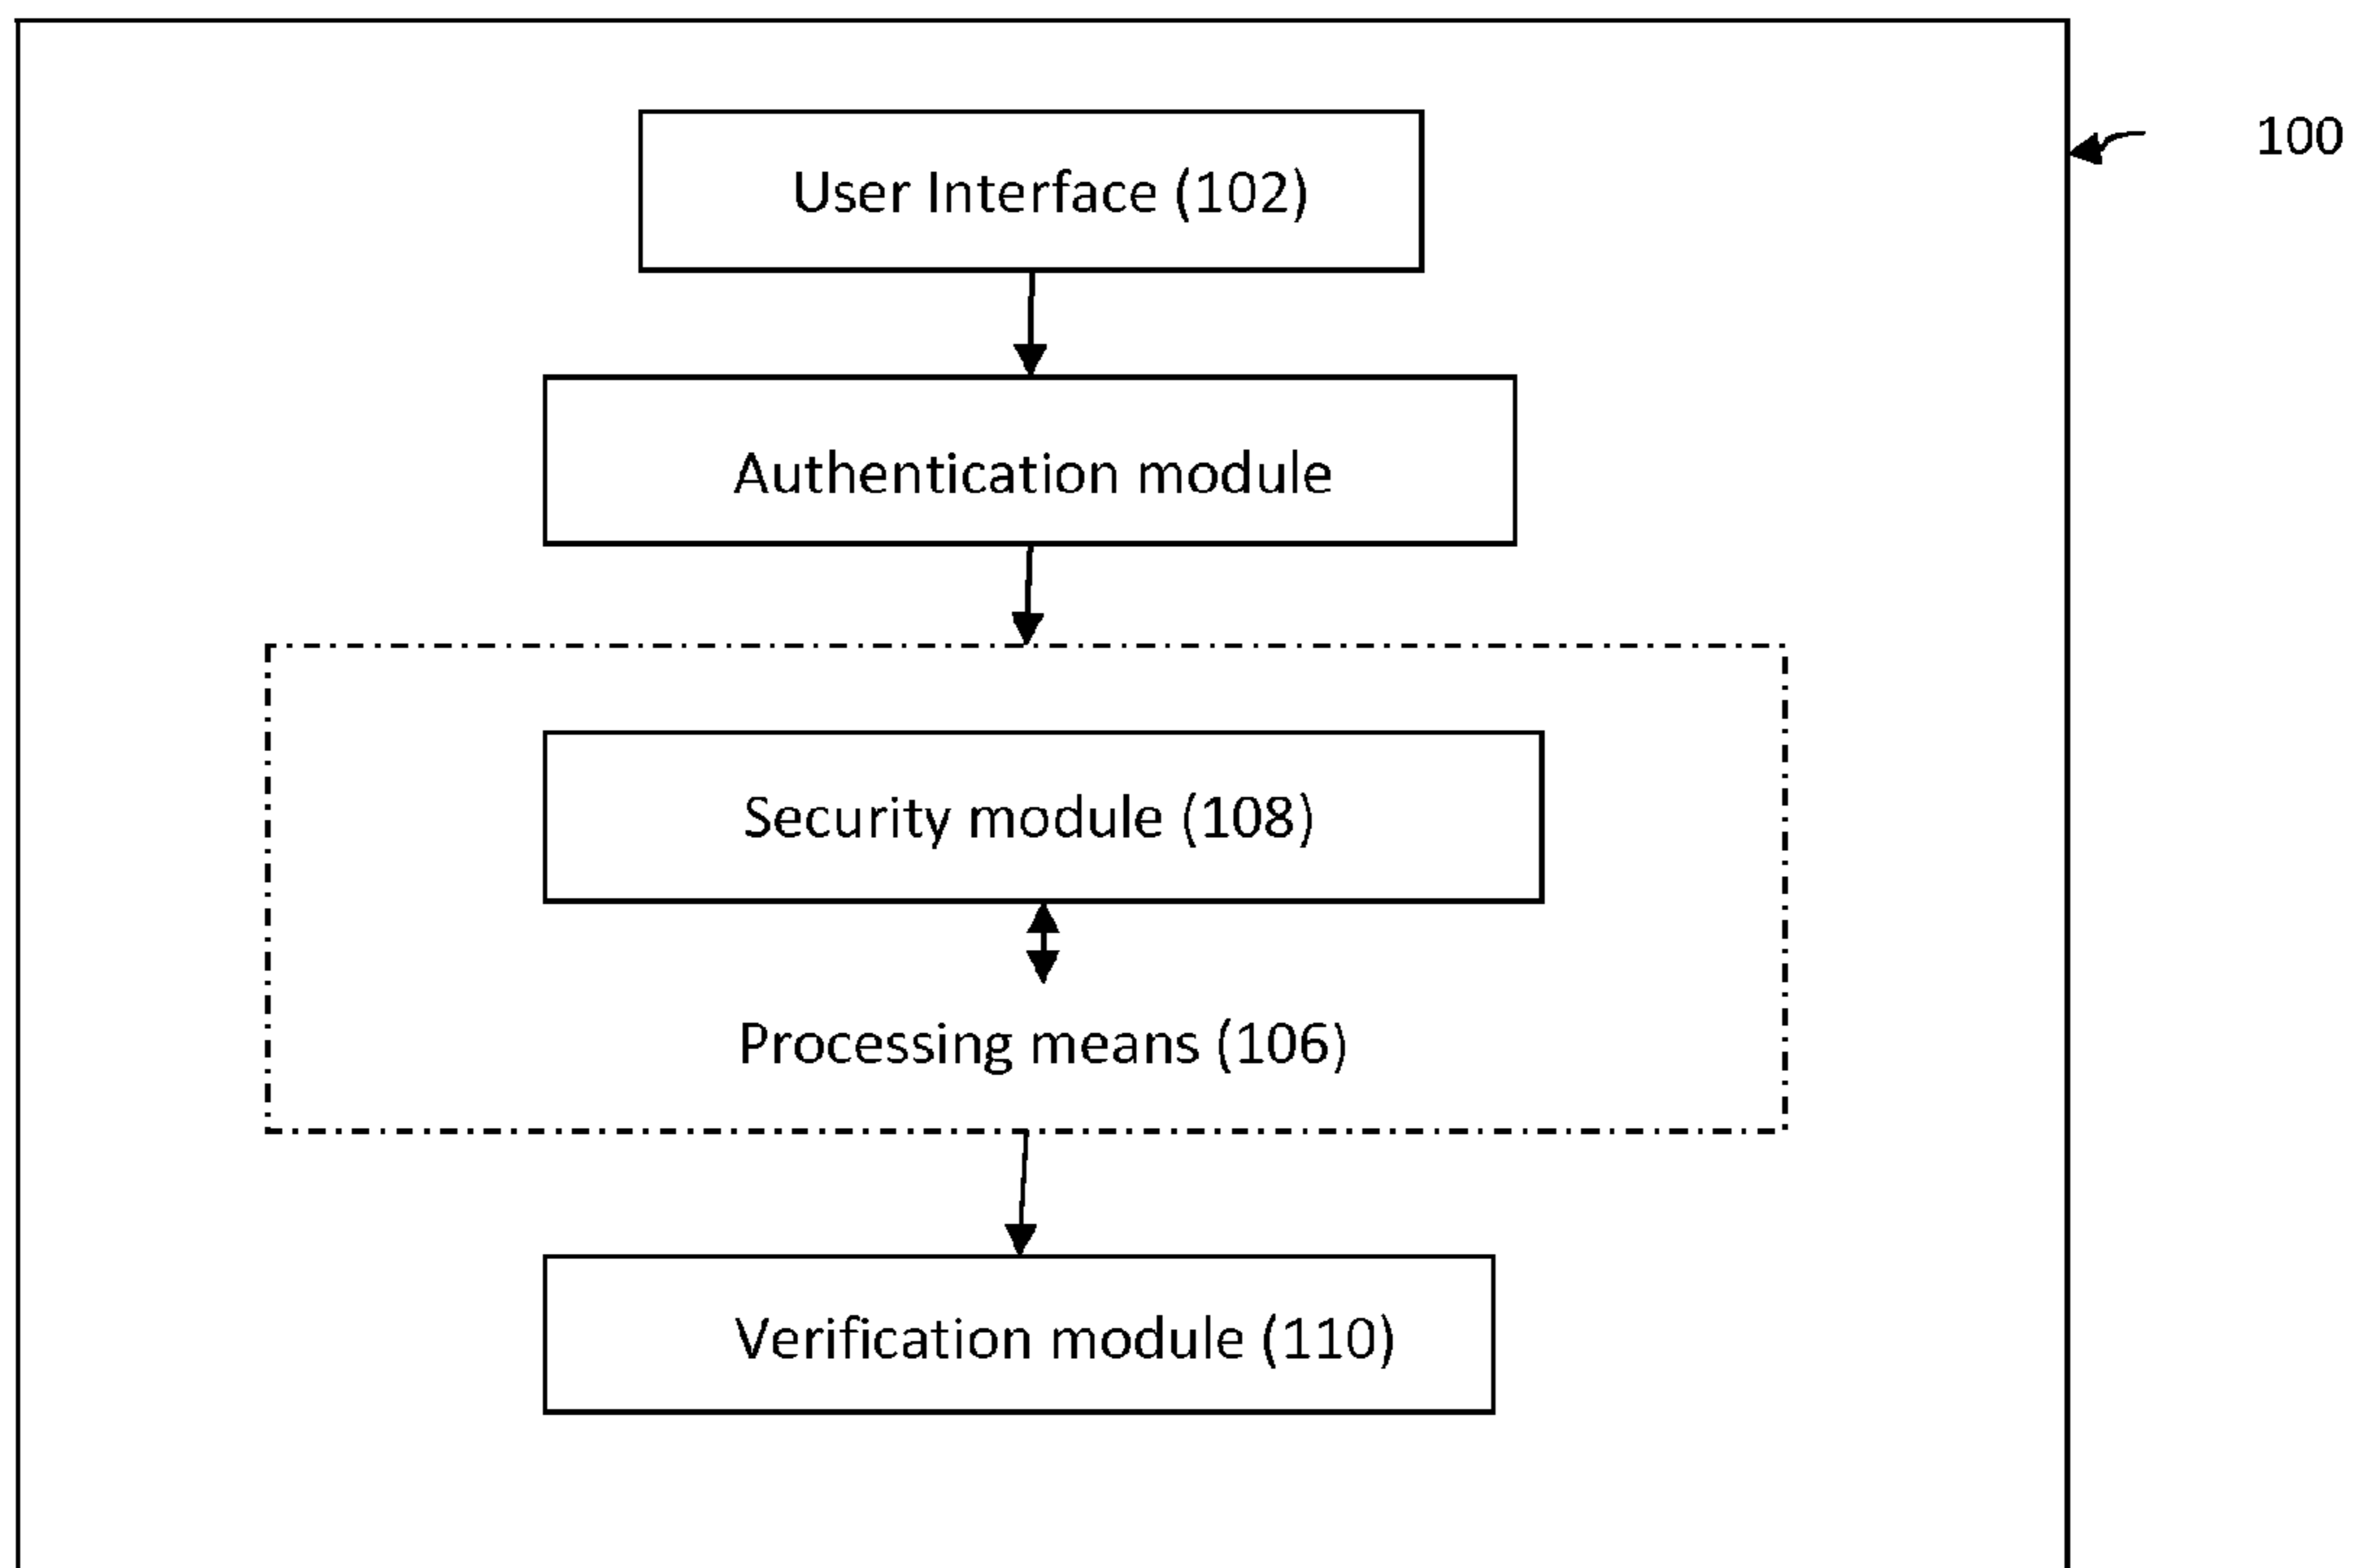 100
User Interface (102)
Authentication module
Security module (108)
Processing means (106)
Verification module (110)